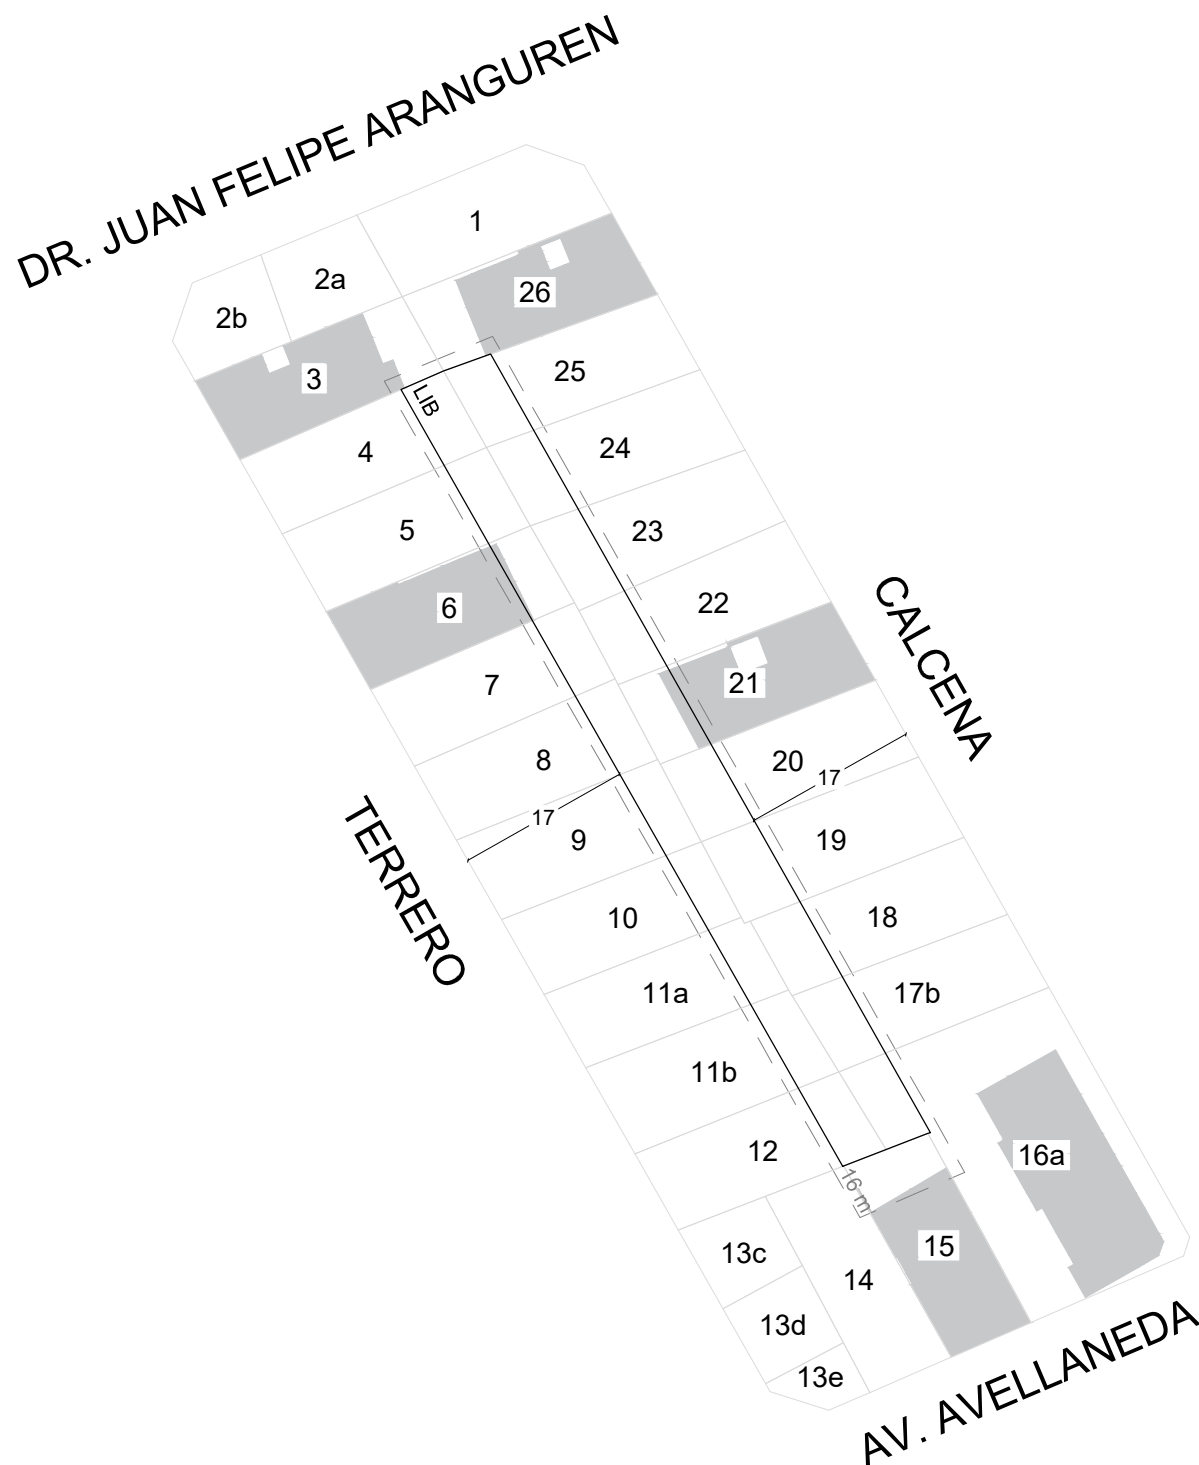 DR. JUAN FELIPE ARANGUREN
1
2a
2b
26
3
25
LIB
4
24
5
23
6
22
7
21
CALCENA
8
20
17
17
9
19
TERRERO
10
18
11a
17b
11b
12
16a
16 m
13c
15
14
13d
13e
AV. AVELLANEDA